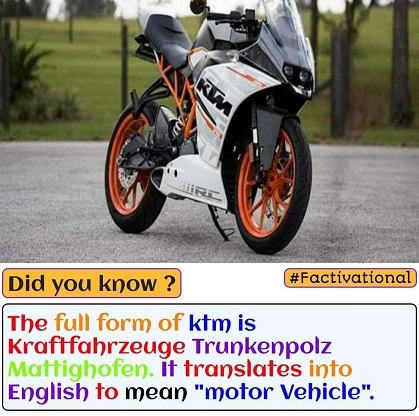 KTM
RC
Did you know ?
#Factivational
The full form of ktm is
Kraftfahrzeuge Trunkenpolz
Mattighofen. It translates into
English to mean "motor Vehicle".